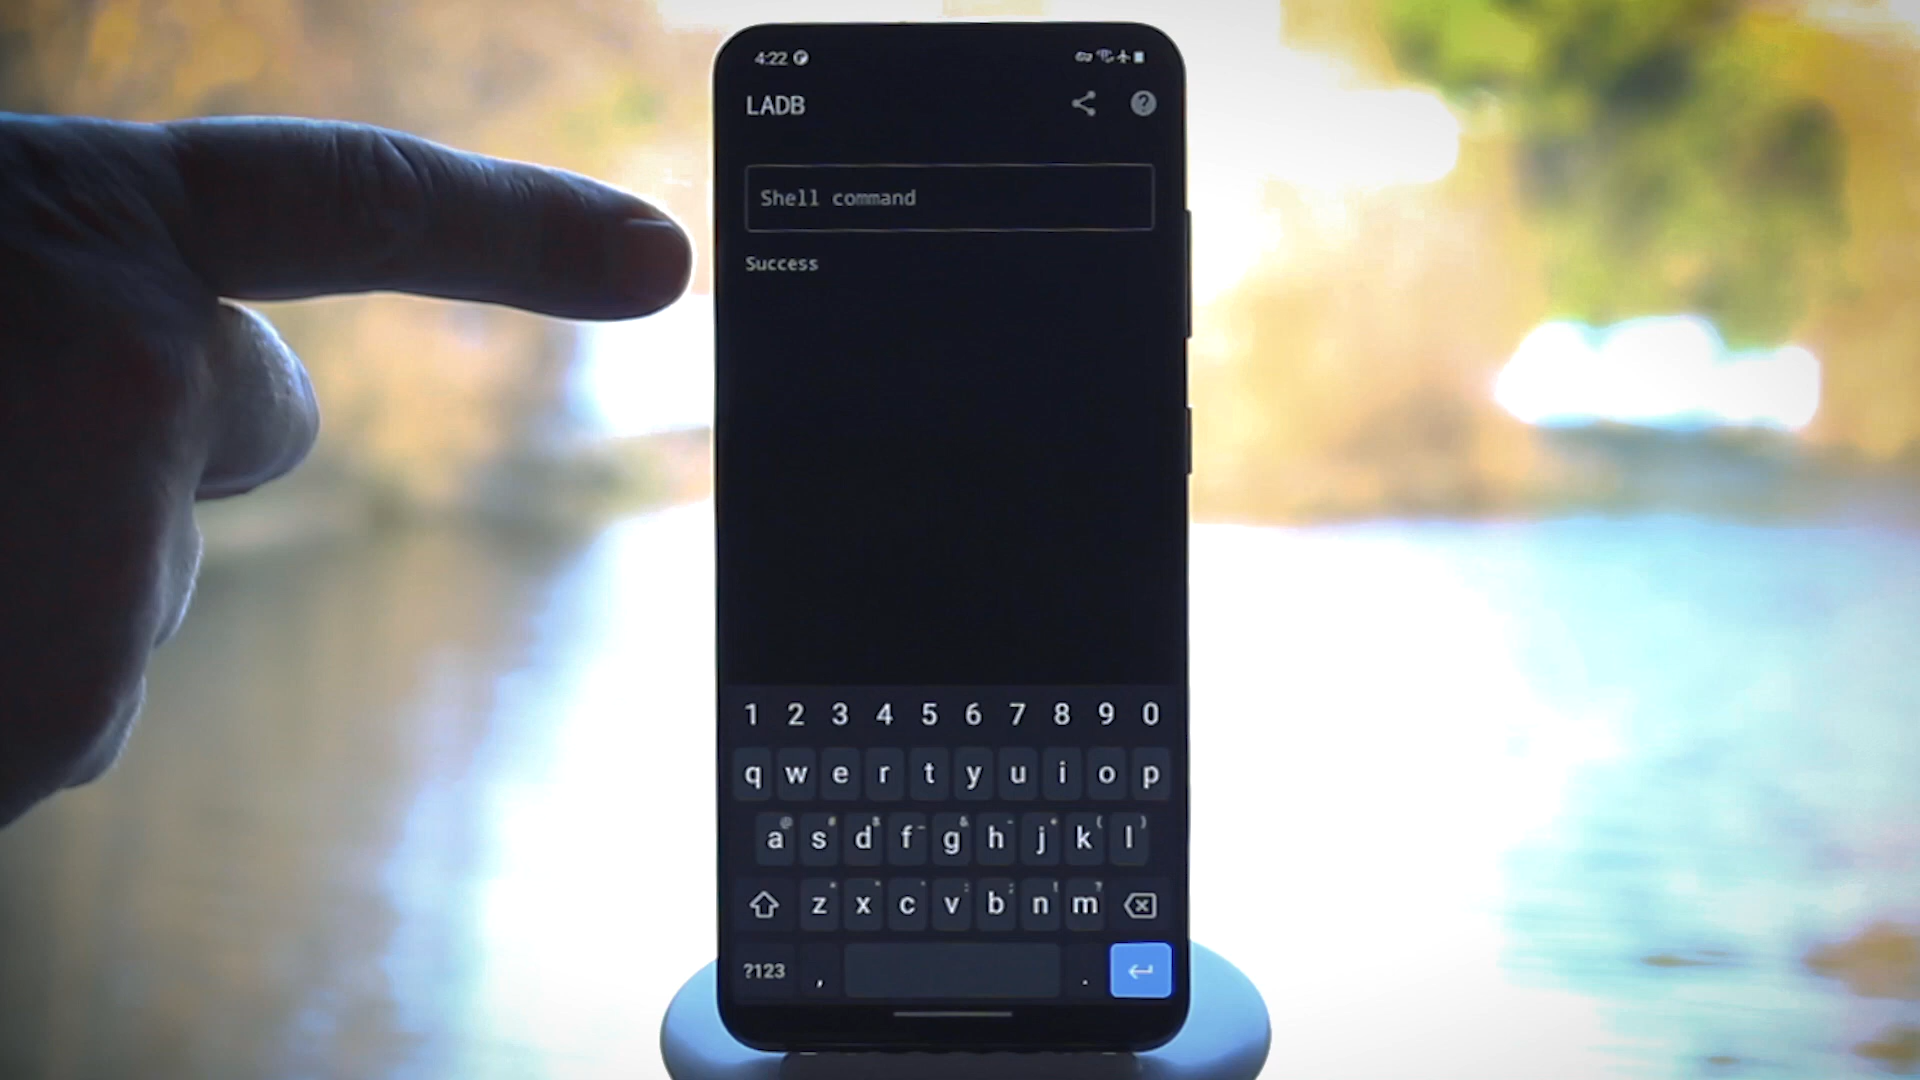 4:22
LADB
Shell command
Success
1 2 3 4 5 6 7 8 9 0
q w e r t y u i o p
a s d f g h j k l
z x c v b n m
?123 , .